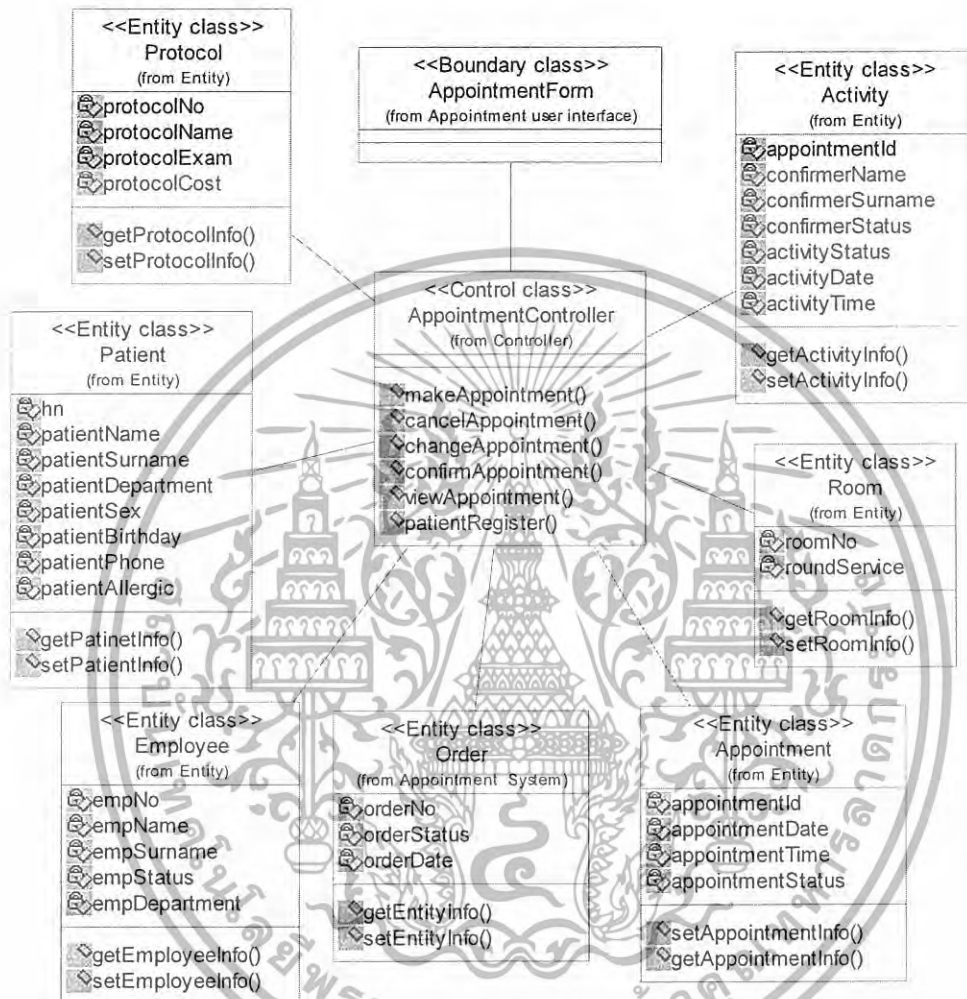 <<Entity class>>
Protocol
(from Entity)
protocolNo
protocolName
protocolExam
protocolCost
getProtocolInfo()
setProtocolInfo()
<<Boundary class>>
AppointmentForm
(from Appointment user interface)
<<Entity class>>
Activity
(from Entity)
appointmentId
confirmerName
confirmerSurname
confirmerStatus
activityStatus
activityDate
activityTime
getActivityInfo()
setActivityInfo()
<<Control class>>
AppointmentController
(from Controller)
makeAppointment()
cancelAppointment()
changeAppointment()
confirmAppointment()
viewAppointment()
patientRegister()
<<Entity class>>
Patient
(from Entity)
hn
patientName
patientSurname
patientDepartment
patientSex
patientBirthday
patientPhone
patientAllergic
getPatinetInfo()
setPatientInfo()
<<Entity class>>
Room
(from Entity)
roomNo
roundService
getRoomInfo()
setRoomInfo()
<<Entity class>>
Employee
(from Entity)
empNo
empName
empSurname
empStatus
empDepartment
getEmployeeInfo()
setEmployeeInfo()
<<Entity class>>
Order
(from Appointment System)
orderNo
orderStatus
orderDate
getEntityInfo()
setEntityInfo()
<<Entity class>>
Appointment
(from Entity)
appointmentId
appointmentDate
appointmentTime
appointmentStatus
setAppointmentInfo()
getAppointmentInfo()